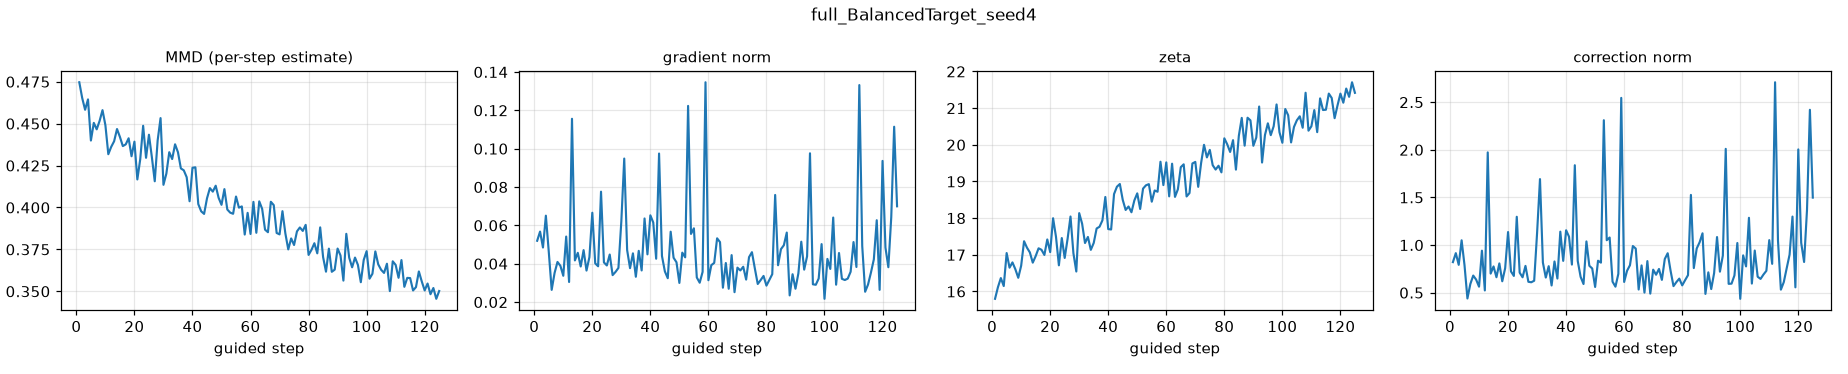 full_BalancedTarget_seed4
MMD (per-step estimate)
0.475
0.450
0.425
0.400
0.375
0.350
0 20 40 60 80 100 120
guided step
gradient norm
0.14
0.12
0.10
0.08
0.06
0.04
0.02
0 20 40 60 80 100 120
guided step
zeta
22
21
20
19
18
17
16
0 20 40 60 80 100 120
guided step
correction norm
2.5
2.0
1.5
1.0
0.5
0 20 40 60 80 100 120
guided step